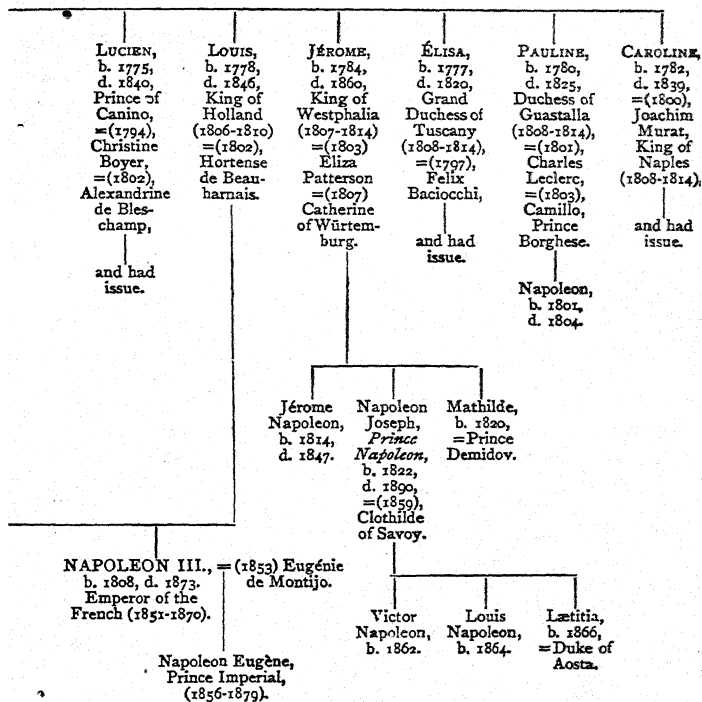 LUCIEN,
b. 1775,
d. 1840,
Prince of
Canino,
=(1794),
Christine
Boyer,
=(1802),
Alexandrine
de Bles-
champ,
and had
issue.
LOUIS,
b. 1778,
d. 1846,
King of
Holland
(1806-1810)
=(1802),
Hortense
de Beau-
harnais.
JÉROME,
b. 1784,
d. 1860,
King of
Westphalia
(1807-1814)
=(1803)
Eliza
Patterson
=(1807)
Catherine
of Würtem-
burg.
ÉLISA,
b. 1777,
d. 1820,
Grand
Duchess of
Tuscany
(1808-1814),
=(1797),
Felix
Baciocchi,
and had
issue.
PAULINE,
b. 1780,
d. 1825,
Duchess of
Guastalla
(1808-1814),
=(1801),
Charles
Leclerc,
=(1803),
Camillo,
Prince
Borghese.
Napoleon,
b. 1801,
d. 1804.
CAROLINE,
b. 1782,
d. 1839,
=(1800),
Joachim
Murat,
King of
Naples
(1808-1814),
and had
issue.
Jérome
Napoleon,
b. 1814,
d. 1847.
Napoleon
Joseph,
Prince
Napoleon,
b. 1822,
d. 1890,
=(1859),
Clothilde
of Savoy.
Mathilde,
b. 1820,
=Prince
Demidov.
NAPOLEON III., =(1853) Eugénie
b. 1808, d. 1873. de Montijo.
Emperor of the
French (1851-1870).
Napoleon Eugène,
Prince Imperial,
(1856-1879).
Victor
Napoleon,
b. 1862.
Louis
Napoleon,
b. 1864.
Lætitia,
b. 1866,
=Duke of
Aosta.